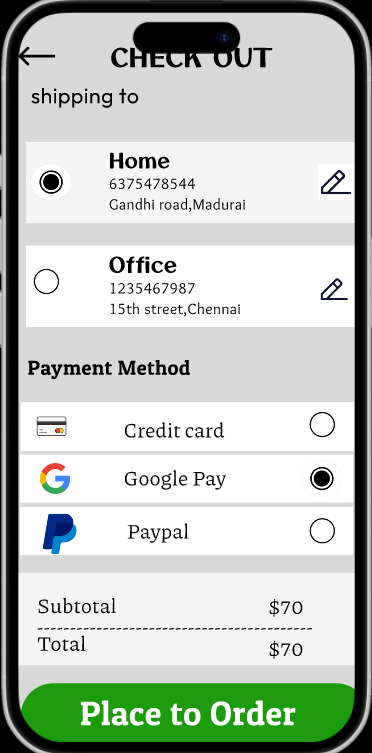 CHECK OUT
shipping to
Home
6375478544
Gandhi road,Madurai
Office
1235467987
15th street,Chennai
Payment Method
Credit card
Google Pay
Paypal
Subtotal $70
Total $70
Place to Order